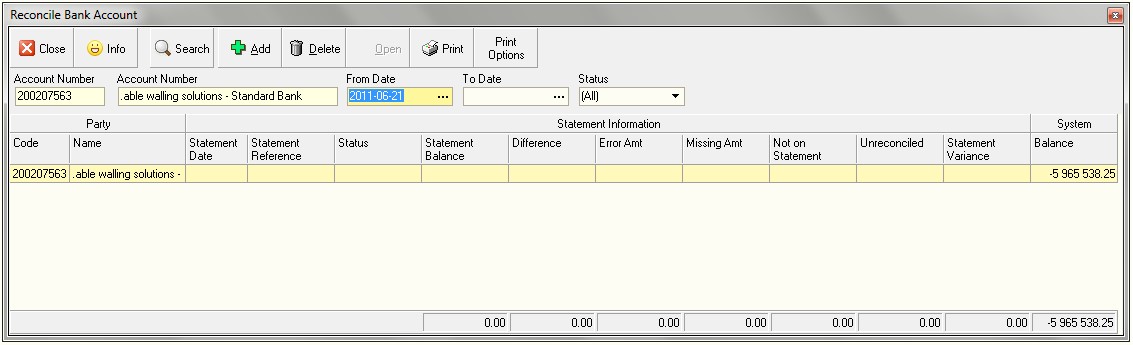 Reconcile Bank Account
Close Info Search Add Delete Open Print Print Options
Account Number Account Number From Date To Date Status
200207563 .able walling solutions - Standard Bank 2011-06-21 ... ... (All)
Party Statement Information System
Code Name Statement Date Statement Reference Status Statement Balance Difference Error Amt Missing Amt Not on Statement Unreconciled Statement Variance Balance
200207563 .able walling solutions - -5 965 538.25
0.00 0.00 0.00 0.00 0.00 0.00 0.00 -5 965 538.25